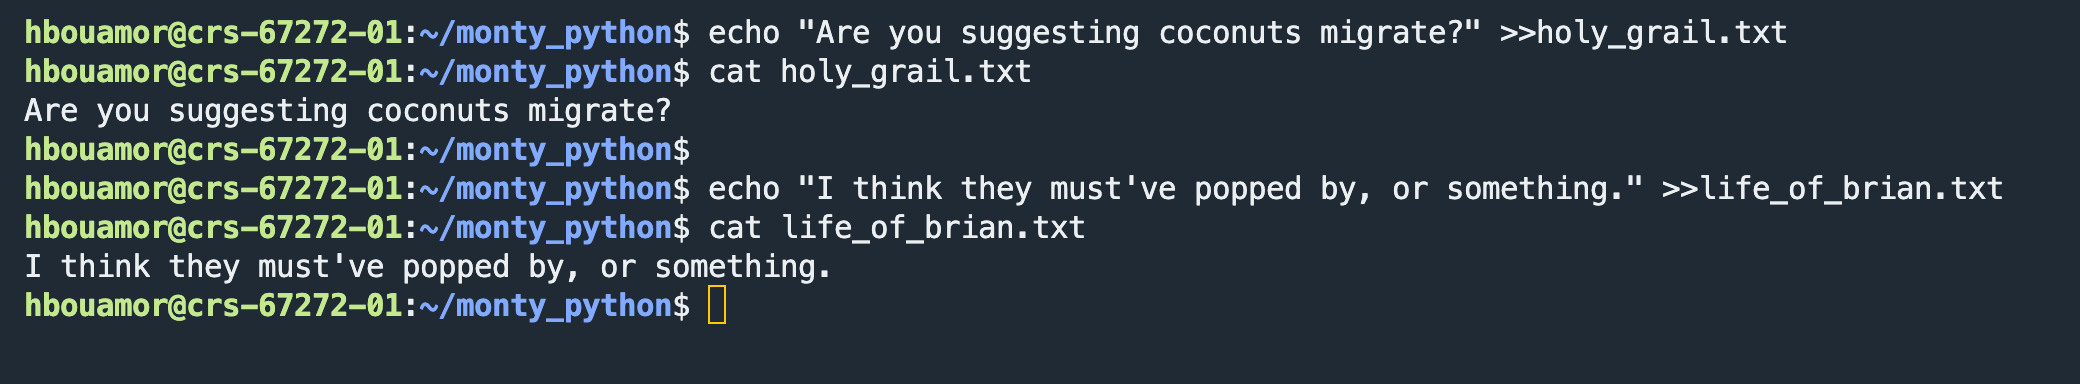 hbouamor@crs-67272-01:~/monty_python$ echo "Are you suggesting coconuts migrate?" >>holy_grail.txt
hbouamor@crs-67272-01:~/monty_python$ cat holy_grail.txt
Are you suggesting coconuts migrate?
hbouamor@crs-67272-01:~/monty_python$
hbouamor@crs-67272-01:~/monty_python$ echo "I think they must've popped by, or something." >>life_of_brian.txt
hbouamor@crs-67272-01:~/monty_python$ cat life_of_brian.txt
I think they must've popped by, or something.
hbouamor@crs-67272-01:~/monty_python$